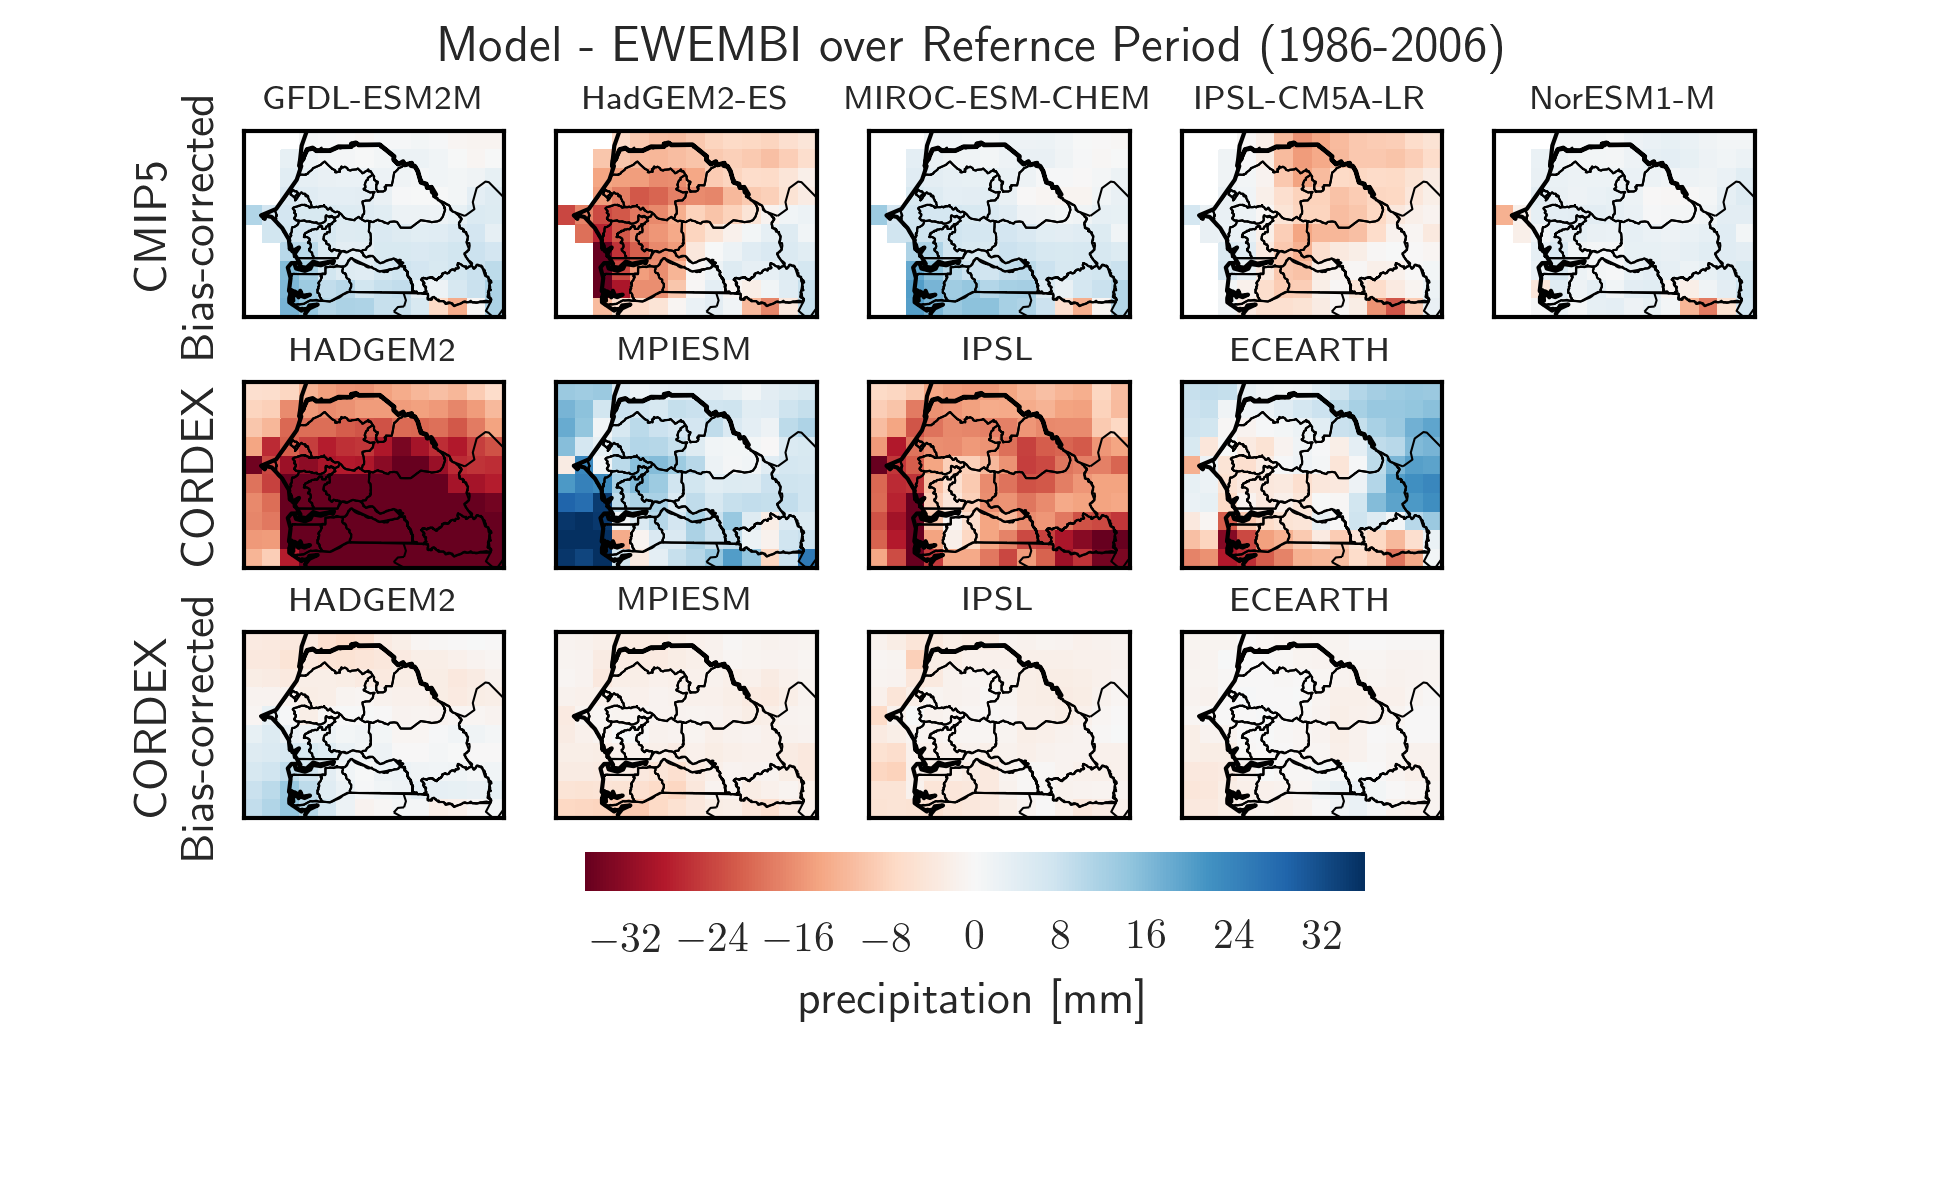 Model - EWEMBI over Refernce Period (1986-2006)
CMIP5
Bias-corrected
GFDL-ESM2M
HadGEM2-ES
MIROC-ESM-CHEM
IPSL-CM5A-LR
NorESM1-M
CORDEX
HADGEM2
MPIESM
IPSL
ECEARTH
CORDEX
Bias-corrected
HADGEM2
MPIESM
IPSL
ECEARTH
−32 −24 −16 −8 0 8 16 24 32
precipitation [mm]